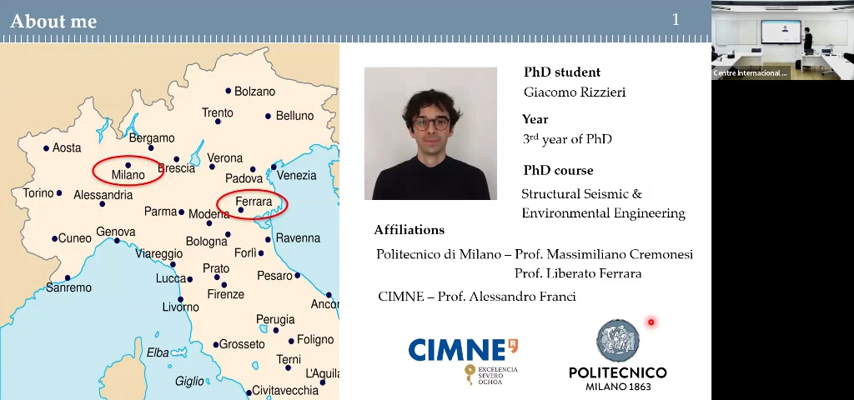 About me
1
Centre Internacional ...
Bolzano
Trento
Belluno
Bergamo
Aosta
Verona
Milano
Brescia
Padova
Venezia
Torino
Alessandria
Ferrara
Parma
Modena
Cuneo
Genova
Bologna
Ravenna
Viareggio
Forlì
Prato
Pesaro
Lucca
Sanremo
Firenze
Livorno
Ancor
Perugia
Grosseto
Foligno
Elba
Terni
Giglio
L'Aquila
Civitavecchia
PhD student
Giacomo Rizzieri
Year
3rd year of PhD
PhD course
Structural Seismic &
Environmental Engineering
Affiliations
Politecnico di Milano – Prof. Massimiliano Cremonesi
Prof. Liberato Ferrara
CIMNE – Prof. Alessandro Franci
CIMNE R
EXCELENCIA
SEVERO
OCHOA
POLITECNICO
MILANO 1863